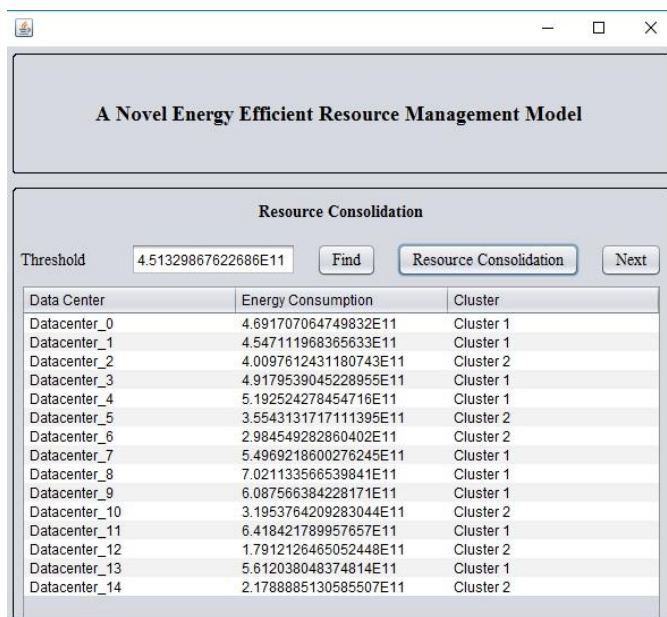 A Novel Energy Efficient Resource Management Model
Resource Consolidation
Threshold 4.51329867622686E11 Find Resource Consolidation Next
Data Center Energy Consumption Cluster
Datacenter_0 4.691707064749832E11 Cluster 1
Datacenter_1 4.547111968365633E11 Cluster 1
Datacenter_2 4.0097612431180743E11 Cluster 2
Datacenter_3 4.9179539045228955E11 Cluster 1
Datacenter_4 5.192524278454716E11 Cluster 1
Datacenter_5 3.5543131717111395E11 Cluster 2
Datacenter_6 2.984549282860402E11 Cluster 2
Datacenter_7 5.4969218600276245E11 Cluster 1
Datacenter_8 7.021133566539841E11 Cluster 1
Datacenter_9 6.087566384228171E11 Cluster 1
Datacenter_10 3.1953764209283044E11 Cluster 2
Datacenter_11 6.418421789957657E11 Cluster 1
Datacenter_12 1.7912126465052448E11 Cluster 2
Datacenter_13 5.612038048374814E11 Cluster 1
Datacenter_14 2.1788885130585507E11 Cluster 2